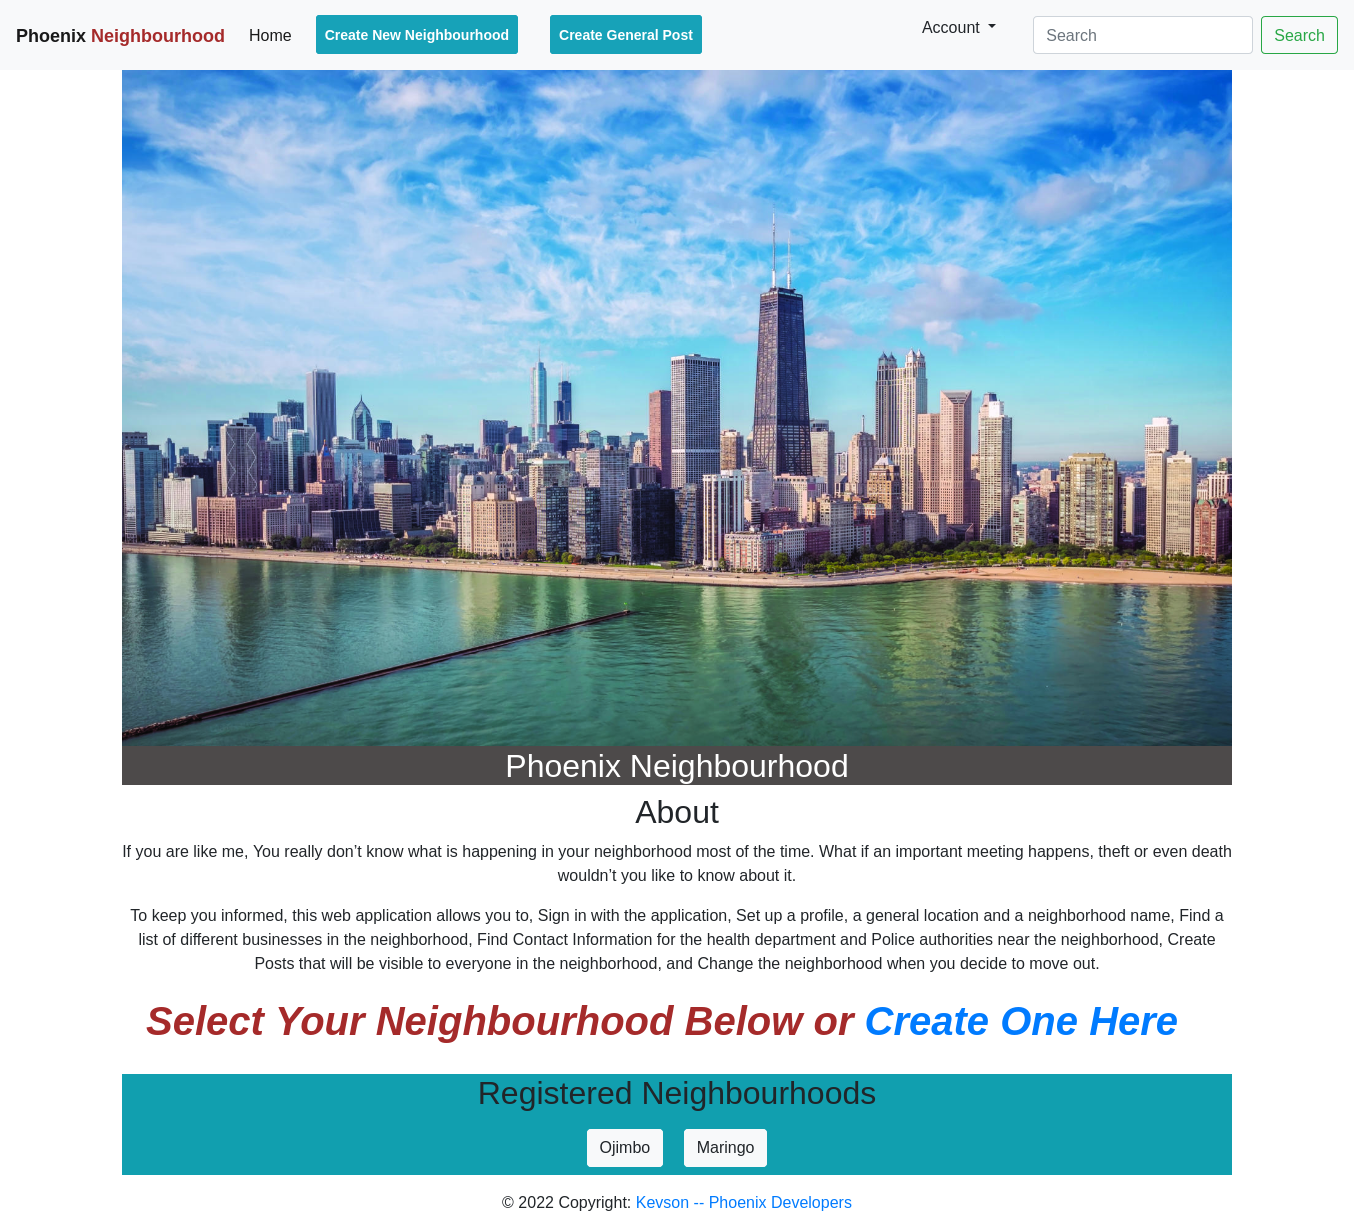 Phoenix Neighbourhood Home Create New Neighbourhood Create General Post Account Search Search
Phoenix Neighbourhood
About
If you are like me, You really don’t know what is happening in your neighborhood most of the time. What if an important meeting happens, theft or even death
wouldn’t you like to know about it.
To keep you informed, this web application allows you to, Sign in with the application, Set up a profile, a general location and a neighborhood name, Find a
list of different businesses in the neighborhood, Find Contact Information for the health department and Police authorities near the neighborhood, Create
Posts that will be visible to everyone in the neighborhood, and Change the neighborhood when you decide to move out.
Select Your Neighbourhood Below or Create One Here
Registered Neighbourhoods
Ojimbo Maringo
© 2022 Copyright: Kevson -- Phoenix Developers